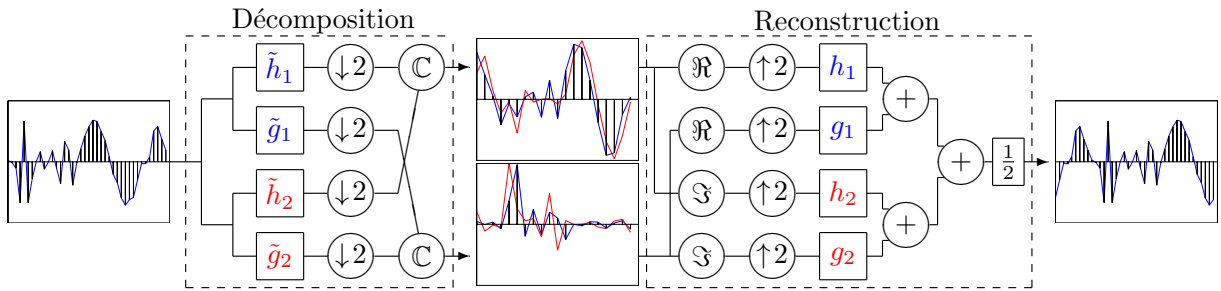 Décomposition Reconstruction
h̃₁ ↓2 ℂ ℜ ↑2 h₁
+
g̃₁ ↓2 ℜ ↑2 g₁
+ 1/2
h̃₂ ↓2 ℑ ↑2 h₂
+
g̃₂ ↓2 ℂ ℑ ↑2 g₂